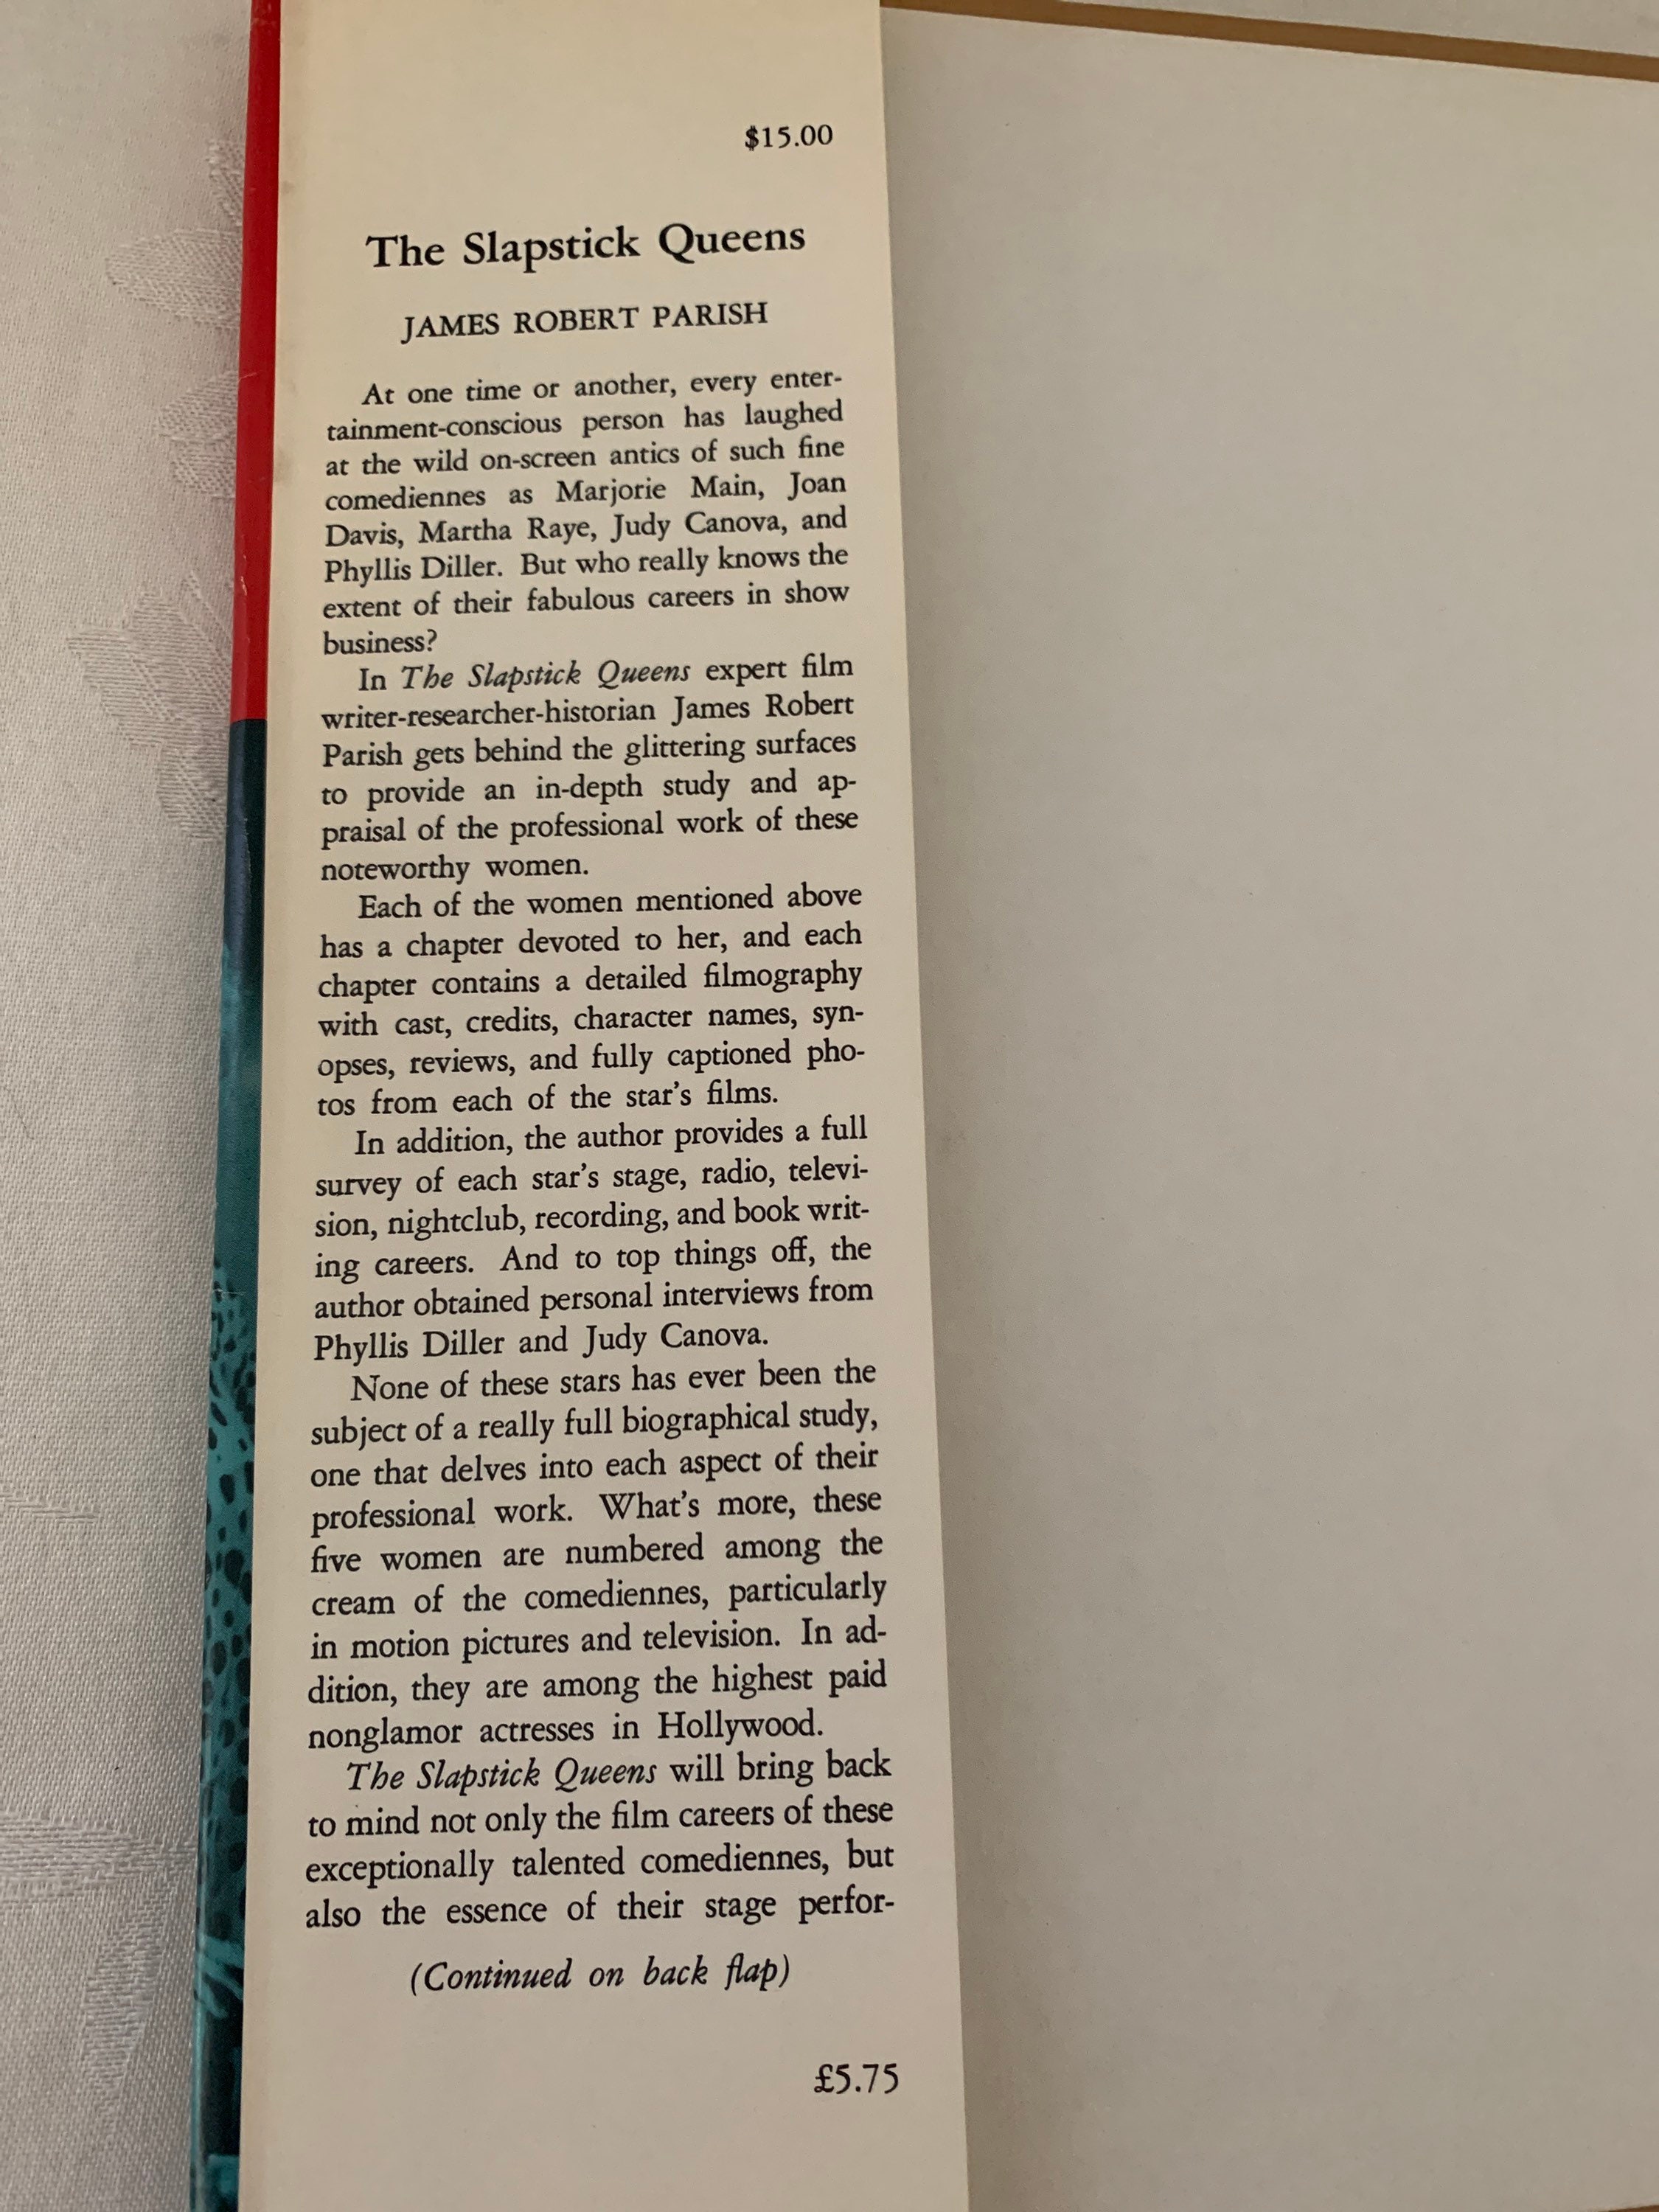 $15.00
The Slapstick Queens
JAMES ROBERT PARISH
At one time or another, every enter-
tainment-conscious person has laughed
at the wild on-screen antics of such fine
comediennes as Marjorie Main, Joan
Davis, Martha Raye, Judy Canova, and
Phyllis Diller. But who really knows the
extent of their fabulous careers in show
business?
In The Slapstick Queens expert film
writer-researcher-historian James Robert
Parish gets behind the glittering surfaces
to provide an in-depth study and ap-
praisal of the professional work of these
noteworthy women.
Each of the women mentioned above
has a chapter devoted to her, and each
chapter contains a detailed filmography
with cast, credits, character names, syn-
opses, reviews, and fully captioned pho-
tos from each of the star's films.
In addition, the author provides a full
survey of each star's stage, radio, televi-
sion, nightclub, recording, and book writ-
ing careers. And to top things off, the
author obtained personal interviews from
Phyllis Diller and Judy Canova.
None of these stars has ever been the
subject of a really full biographical study,
one that delves into each aspect of their
professional work. What's more, these
five women are numbered among the
cream of the comediennes, particularly
in motion pictures and television. In ad-
dition, they are among the highest paid
nonglamor actresses in Hollywood.
The Slapstick Queens will bring back
to mind not only the film careers of these
exceptionally talented comediennes, but
also the essence of their stage perfor-
(Continued on back flap)
£5.75